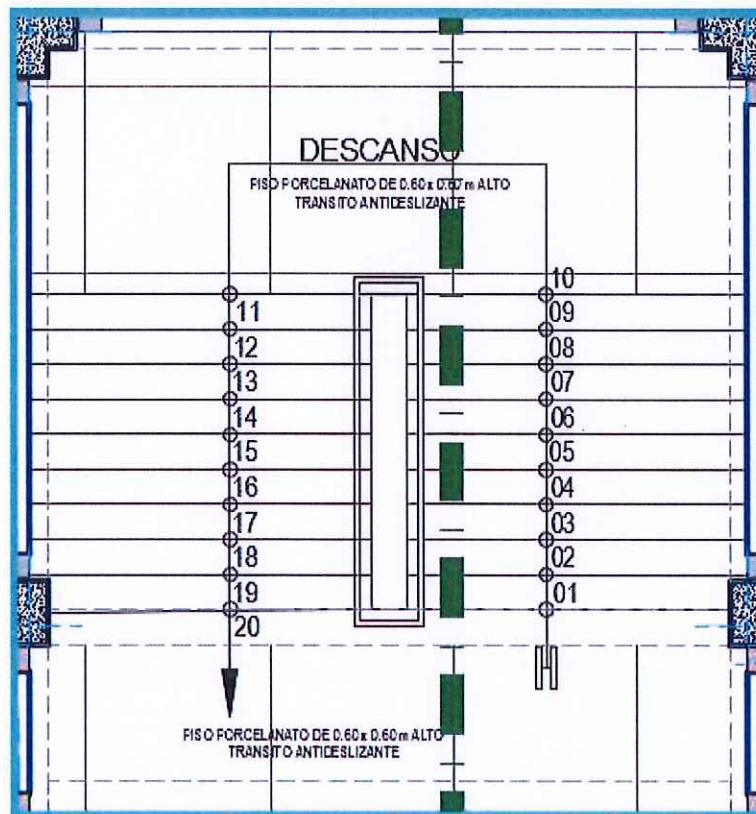 DESCANSO
PISO PORCELANATO DE 0.60 x 0.60 m ALTO
TRANSITO ANTIDESLIZANTE
10
11 09
12 08
13 07
14 06
15 05
16 04
17 03
18 02
19 01
20
PISO PORCELANATO DE 0.60 x 0.60 m ALTO
TRANSITO ANTIDESLIZANTE